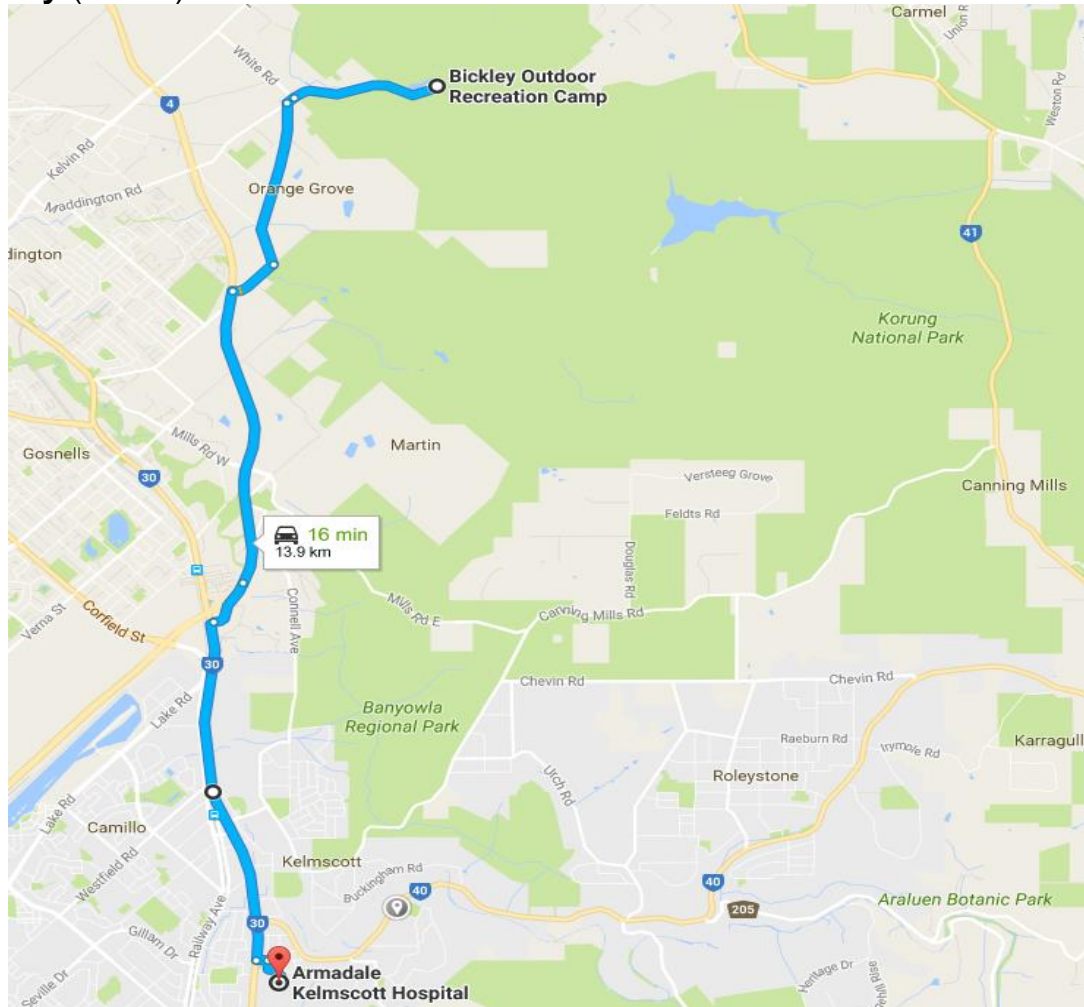 Carmel
Union R
White Rd
Bickley Outdoor
Recreation Camp
4
Weston Rd
Kelvin Rd
Maddington Rd
Orange Grove
41
dington
Korung
National Park
Mills Rd W
Martin
Gosnells
30
Versteeg Grove
Canning Mills
Feldts Rd
16 min
13.9 km
Douglas Rd
Connell Ave
Mills Rd E
Canning Mills Rd
Verna St
Corfield St
30
Chevin Rd
Chevin Rd
Lake Rd
Banyowla
Regional Park
Raeburn Rd
Irymple Rd
Karragull
Roleystone
Urch Rd
Lake Rd
Camillo
Westfield Rd
Kelmscott
Buckingham Rd
40
40
205
Araluen Botanic Park
Railway Ave
30
Gillam Dr
Armadale
Kelmscott Hospital
Heritage Dr
Hill Rise
Seville Dr